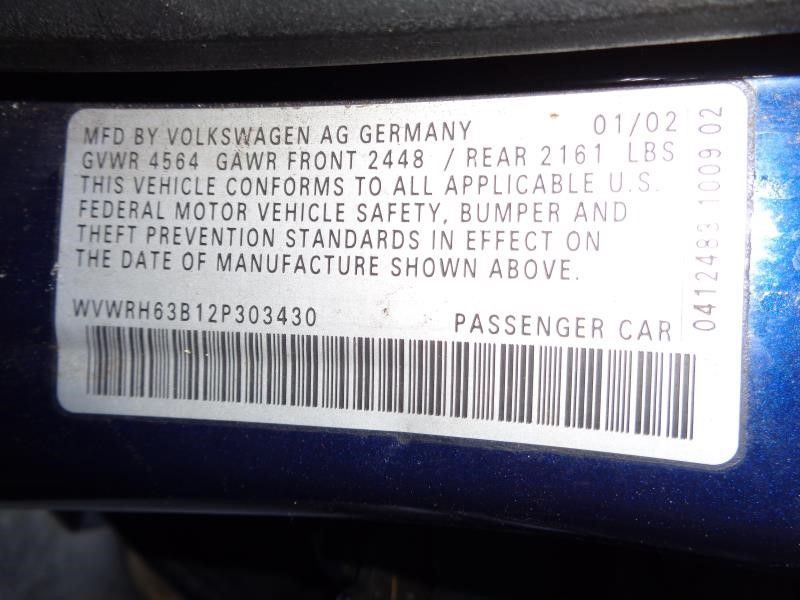 MFD BY VOLKSWAGEN AG GERMANY 01/02
GVWR 4564 GAWR FRONT 2448 / REAR 2161 LBS
THIS VEHICLE CONFORMS TO ALL APPLICABLE U.S.
FEDERAL MOTOR VEHICLE SAFETY, BUMPER AND
THEFT PREVENTION STANDARDS IN EFFECT ON
THE DATE OF MANUFACTURE SHOWN ABOVE.
WVWRH63B12P303430 PASSENGER CAR
0412483 1009 02